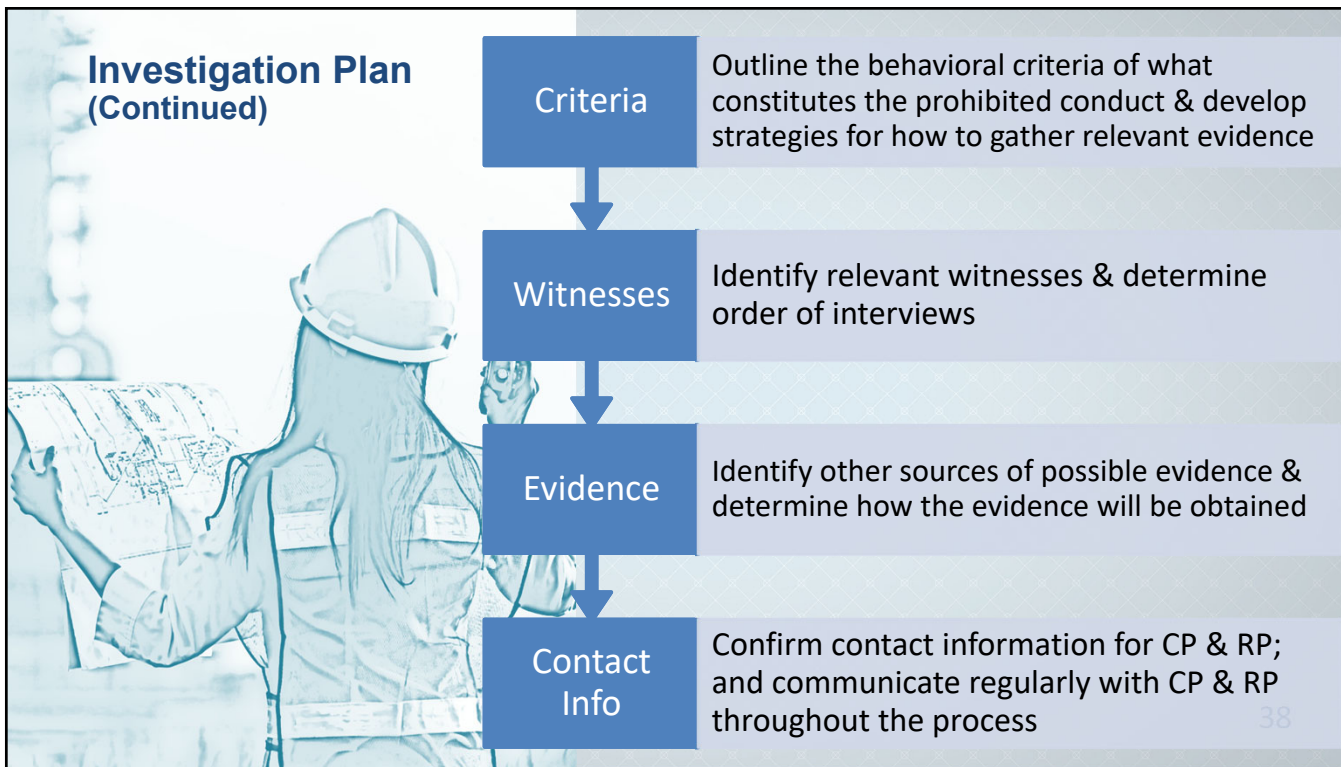 Investigation Plan
(Continued)
Criteria
Outline the behavioral criteria of what
constitutes the prohibited conduct & develop
strategies for how to gather relevant evidence
Witnesses
Identify relevant witnesses & determine
order of interviews
Evidence
Identify other sources of possible evidence &
determine how the evidence will be obtained
Contact
Info
Confirm contact information for CP & RP;
and communicate regularly with CP & RP
throughout the process
38